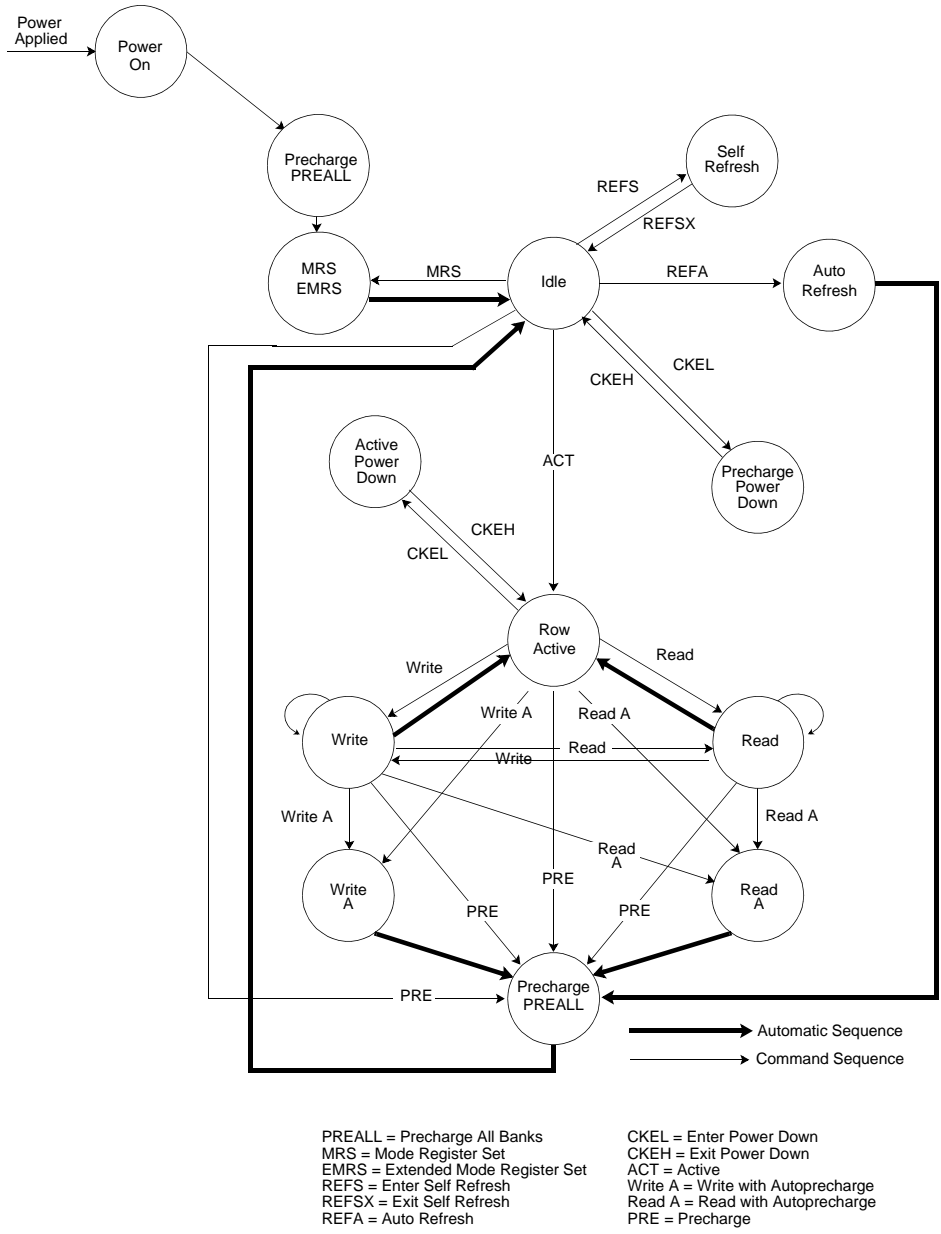 Power
Applied
Power
On
Precharge
PREALL
Self
Refresh
REFS
REFSX
MRS
EMRS
MRS
Idle
REFA
Auto
Refresh
CKEL
CKEH
Active
Power
Down
ACT
Precharge
Power
Down
CKEH
CKEL
Row
Active
Write
Read
Write A
Read A
Write
Read
Write
Read
Write A
Read A
Read
A
Write
A
PRE
Read
A
PRE
PRE
Precharge
PREALL
PRE
Automatic Sequence
Command Sequence
PREALL = Precharge All Banks
MRS = Mode Register Set
EMRS = Extended Mode Register Set
REFS = Enter Self Refresh
REFSX = Exit Self Refresh
REFA = Auto Refresh
CKEL = Enter Power Down
CKEH = Exit Power Down
ACT = Active
Write A = Write with Autoprecharge
Read A = Read with Autoprecharge
PRE = Precharge